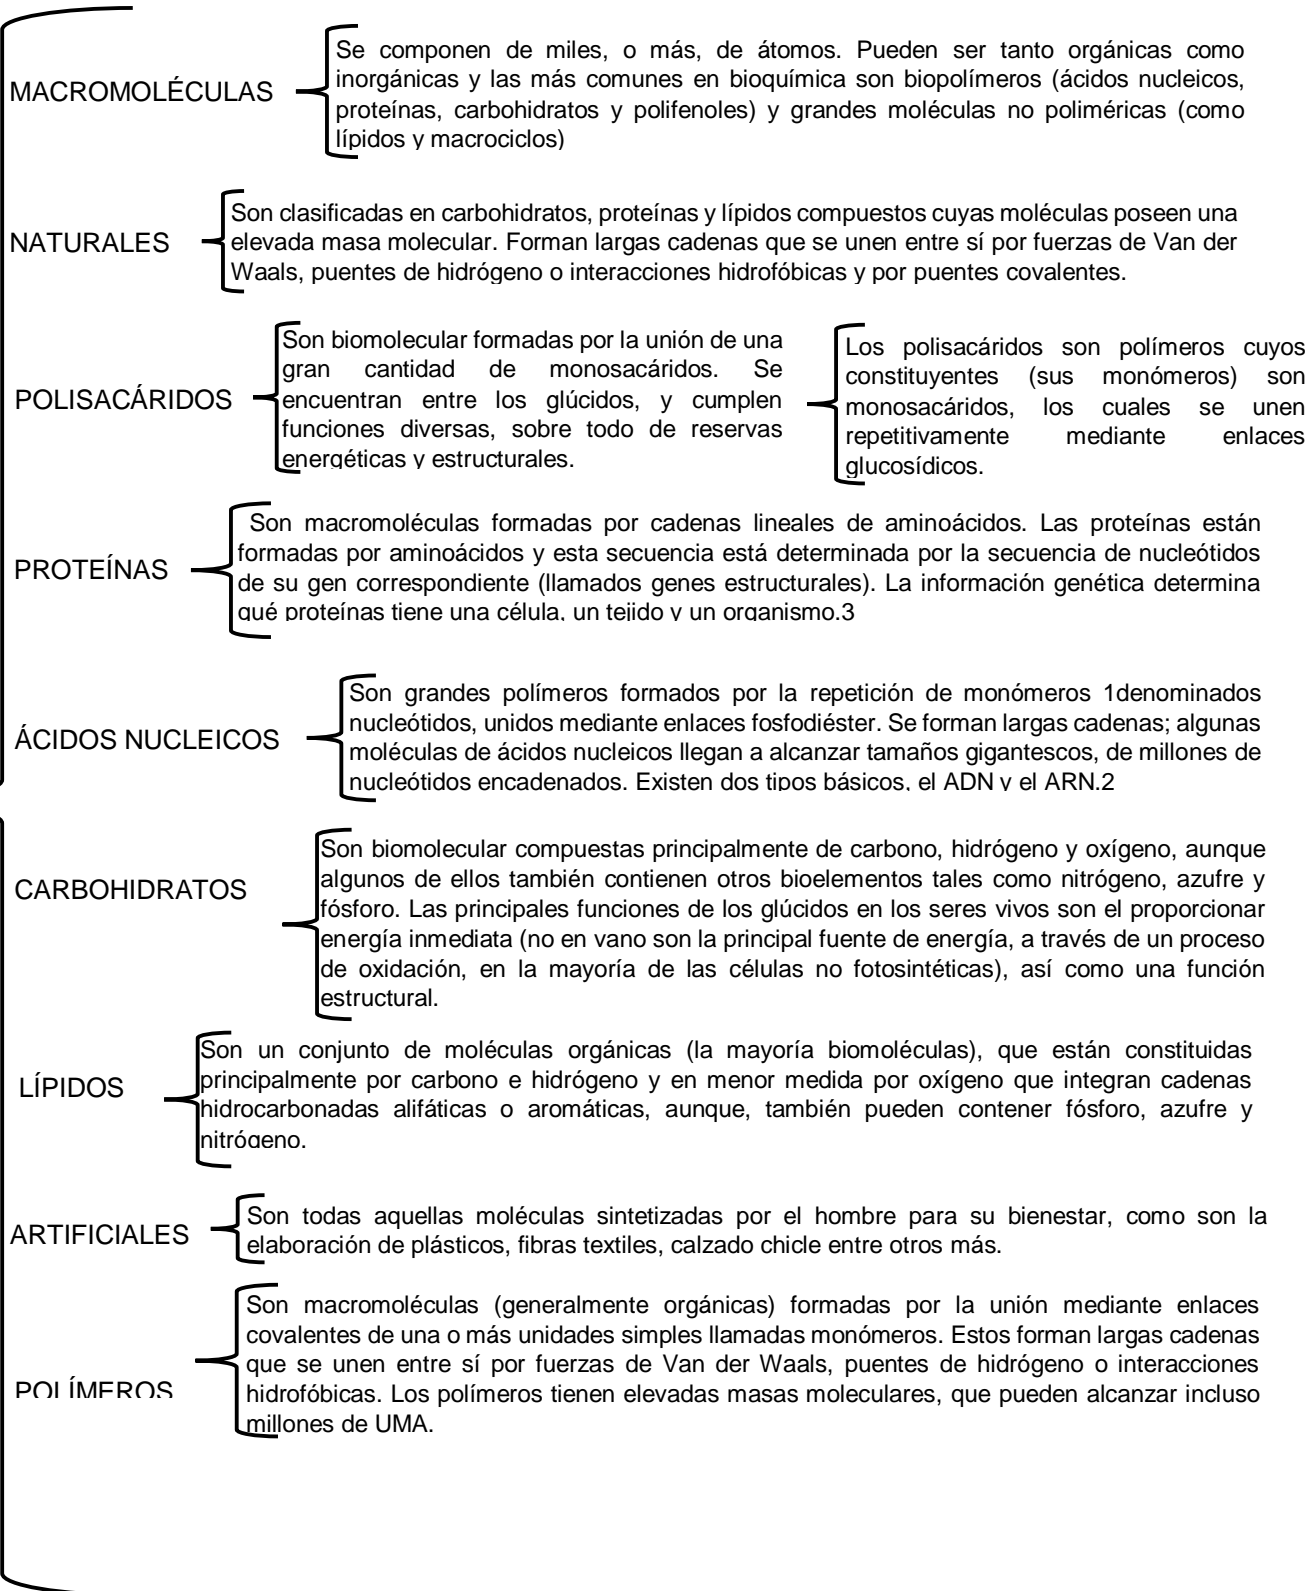 MACROMOLÉCULAS
Se componen de miles, o más, de átomos. Pueden ser tanto orgánicas como
inorgánicas y las más comunes en bioquímica son biopolímeros (ácidos nucleicos,
proteínas, carbohidratos y polifenoles) y grandes moléculas no poliméricas (como
lípidos y macrociclos)
NATURALES
Son clasificadas en carbohidratos, proteínas y lípidos compuestos cuyas moléculas poseen una
elevada masa molecular. Forman largas cadenas que se unen entre sí por fuerzas de Van der
Waals, puentes de hidrógeno o interacciones hidrofóbicas y por puentes covalentes.
POLISACÁRIDOS
Son biomolecular formadas por la unión de una
gran cantidad de monosacáridos. Se
encuentran entre los glúcidos, y cumplen
funciones diversas, sobre todo de reservas
energéticas y estructurales.
Los polisacáridos son polímeros cuyos
constituyentes (sus monómeros) son
monosacáridos, los cuales se unen
repetitivamente mediante enlaces
glucosídicos.
PROTEÍNAS
Son macromoléculas formadas por cadenas lineales de aminoácidos. Las proteínas están
formadas por aminoácidos y esta secuencia está determinada por la secuencia de nucleótidos
de su gen correspondiente (llamados genes estructurales). La información genética determina
qué proteínas tiene una célula, un tejido y un organismo.3
ÁCIDOS NUCLEICOS
Son grandes polímeros formados por la repetición de monómeros 1denominados
nucleótidos, unidos mediante enlaces fosfodiéster. Se forman largas cadenas; algunas
moléculas de ácidos nucleicos llegan a alcanzar tamaños gigantescos, de millones de
nucleótidos encadenados. Existen dos tipos básicos, el ADN y el ARN.2
CARBOHIDRATOS
Son biomolecular compuestas principalmente de carbono, hidrógeno y oxígeno, aunque
algunos de ellos también contienen otros bioelementos tales como nitrógeno, azufre y
fósforo. Las principales funciones de los glúcidos en los seres vivos son el proporcionar
energía inmediata (no en vano son la principal fuente de energía, a través de un proceso
de oxidación, en la mayoría de las células no fotosintéticas), así como una función
estructural.
LÍPIDOS
Son un conjunto de moléculas orgánicas (la mayoría biomoléculas), que están constituidas
principalmente por carbono e hidrógeno y en menor medida por oxígeno que integran cadenas
hidrocarbonadas alifáticas o aromáticas, aunque, también pueden contener fósforo, azufre y
nitrógeno.
ARTIFICIALES
Son todas aquellas moléculas sintetizadas por el hombre para su bienestar, como son la
elaboración de plásticos, fibras textiles, calzado chicle entre otros más.
POLÍMEROS
Son macromoléculas (generalmente orgánicas) formadas por la unión mediante enlaces
covalentes de una o más unidades simples llamadas monómeros. Estos forman largas cadenas
que se unen entre sí por fuerzas de Van der Waals, puentes de hidrógeno o interacciones
hidrofóbicas. Los polímeros tienen elevadas masas moleculares, que pueden alcanzar incluso
millones de UMA.